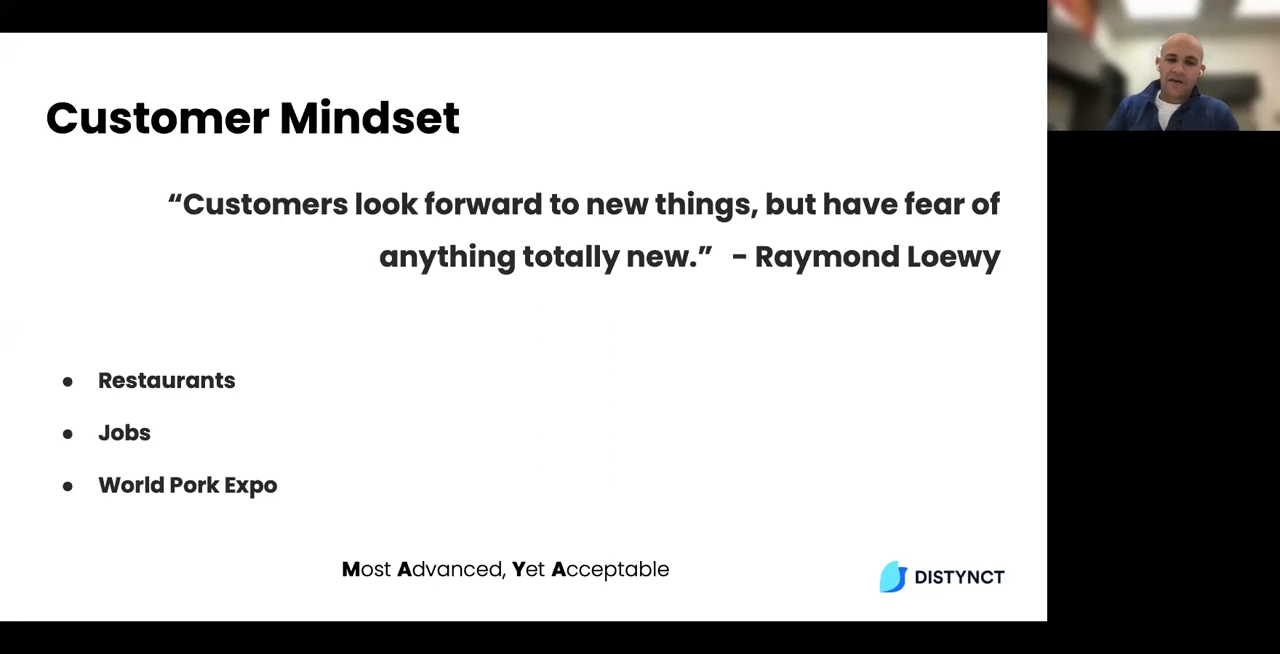 Customer Mindset
“Customers look forward to new things, but have fear of
anything totally new.” - Raymond Loewy
● Restaurants
● Jobs
● World Pork Expo
Most Advanced, Yet Acceptable
DISTYNCT